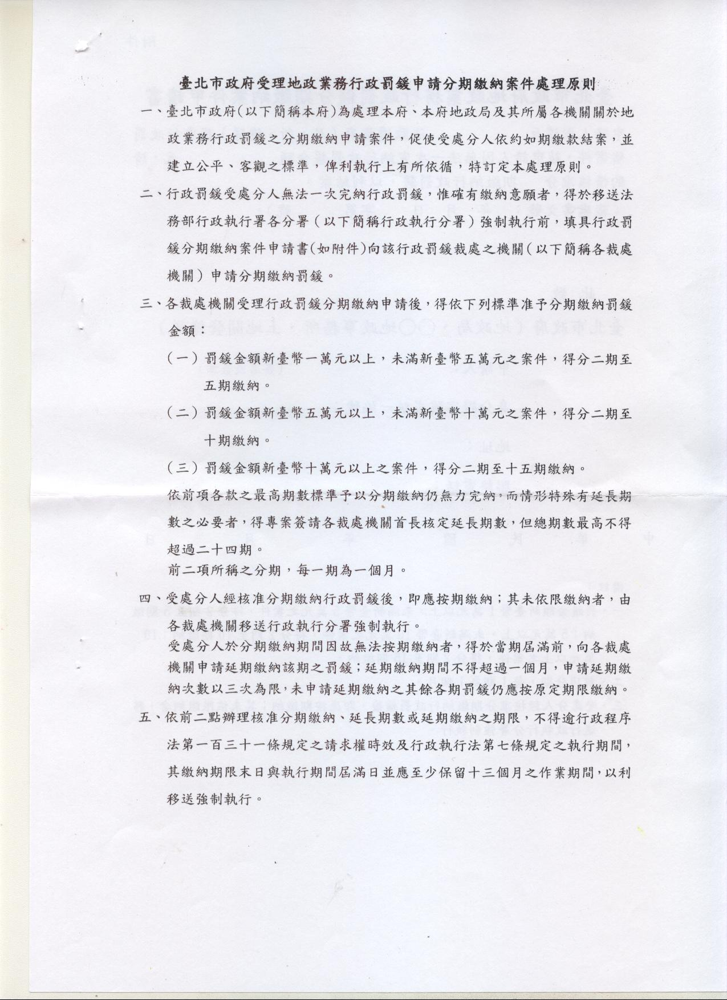 臺北市政府受理地政業務行政罰鍰申請分期繳納案件處理原則
一、臺北市政府(以下簡稱本府)為處理本府、本府地政局及其所屬各機關關於地
政業務行政罰鍰之分期繳納申請案件，促使受處分人依約如期繳款結案，並
建立公平、客觀之標準，俾利執行上有所依循，特訂定本處理原則。
二、行政罰鍰受處分人無法一次完納行政罰鍰，惟確有繳納意願者，得於移送法
務部行政執行署各分署（以下簡稱行政執行分署）強制執行前，填具行政罰
鍰分期繳納案件申請書(如附件)向該行政罰鍰裁處之機關（以下簡稱各裁處
機關）申請分期繳納罰鍰。
三、各裁處機關受理行政罰鍰分期繳納申請後，得依下列標準准予分期繳納罰鍰
金額：
（一）罰鍰金額新臺幣一萬元以上，未滿新臺幣五萬元之案件，得分二期至
五期繳納。
（二）罰鍰金額新臺幣五萬元以上，未滿新臺幣十萬元之案件，得分二期至
十期繳納。
（三）罰鍰金額新臺幣十萬元以上之案件，得分二期至十五期繳納。
依前項各款之最高期數標準予以分期繳納仍無力完納，而情形特殊有延長期
數之必要者，得專案簽請各裁處機關首長核定延長期數，但總期數最高不得
超過二十四期。
前二項所稱之分期，每一期為一個月。
四、受處分人經核准分期繳納行政罰鍰後，即應按期繳納；其未依限繳納者，由
各裁處機關移送行政執行分署強制執行。
受處分人於分期繳納期間因故無法按期繳納者，得於當期屆滿前，向各裁處
機關申請延期繳納該期之罰鍰；延期繳納期間不得超過一個月，申請延期繳
納次數以三次為限，未申請延期繳納之其餘各期罰鍰仍應按原定期限繳納。
五、依前二點辦理核准分期繳納、延長期數或延期繳納之期限，不得逾行政程序
法第一百三十一條規定之請求權時效及行政執行法第七條規定之執行期間，
其繳納期限末日與執行期間屆滿日並應至少保留十三個月之作業期間，以利
移送強制執行。